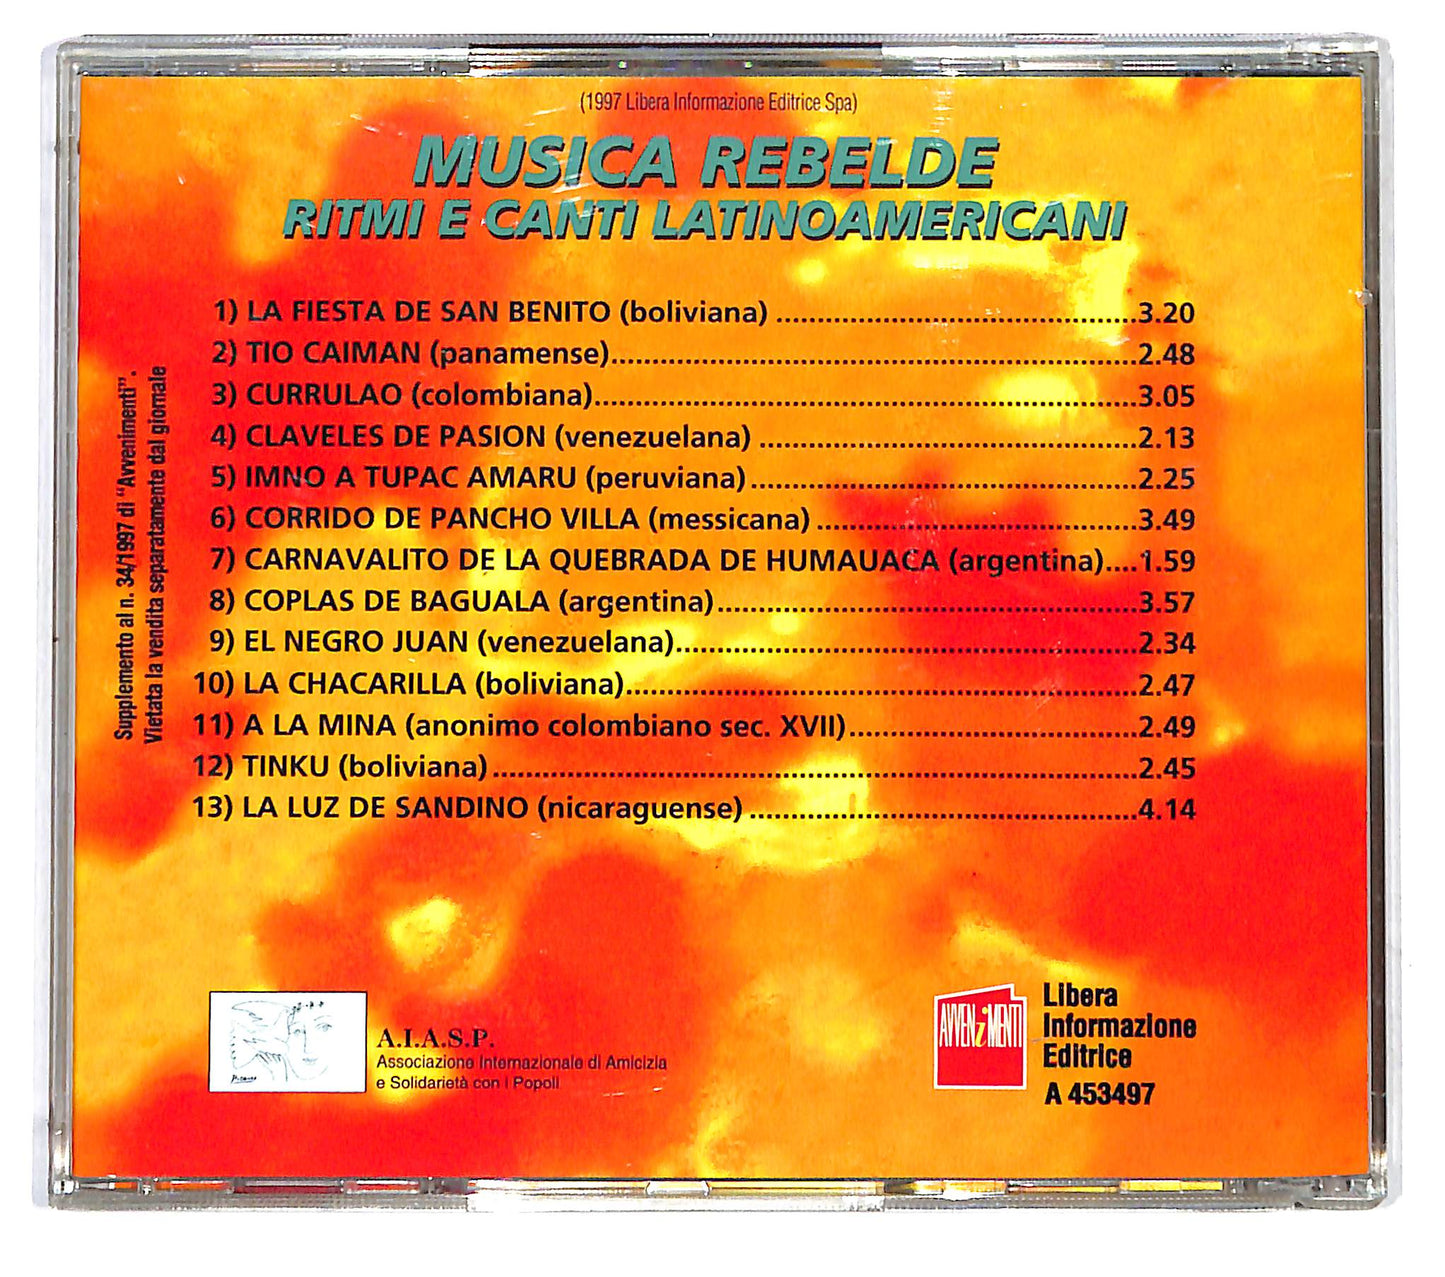 (1997 Libera Informazione Editrice Spa)
MUSICA REBELDE
RITMI E CANTI LATINOAMERICANI
1) LA FIESTA DE SAN BENITO (boliviana) ............................................3.20
2) TIO CAIMAN (panamense)................................................................2.48
3) CURRULAO (colombiana)..................................................................3.05
4) CLAVELES DE PASION (venezuelana) ..............................................2.13
5) IMNO A TUPAC AMARU (peruviana)...............................................2.25
6) CORRIDO DE PANCHO VILLA (messicana) .......................................3.49
7) CARNAVALITO DE LA QUEBRADA DE HUMAUACA (argentina)....1.59
8) COPLAS DE BAGUALA (argentina)...................................................3.57
9) EL NEGRO JUAN (venezuelana)........................................................2.34
10) LA CHACARILLA (boliviana)..............................................................2.47
11) A LA MINA (anonimo colombiano sec. XVII)...................................2.49
12) TINKU (boliviana)..............................................................................2.45
13) LA LUZ DE SANDINO (nicaraguense) ...............................................4.14
Supplemento al n. 34/1997 di "Avvenimenti".
Vietata la vendita separatamente dal giornale
Picasso
A.I.A.S.P.
Associazione Internazionale di Amicizia
e Solidarietà con i Popoli
AVVENiMENTI
Libera
Informazione
Editrice
A 453497